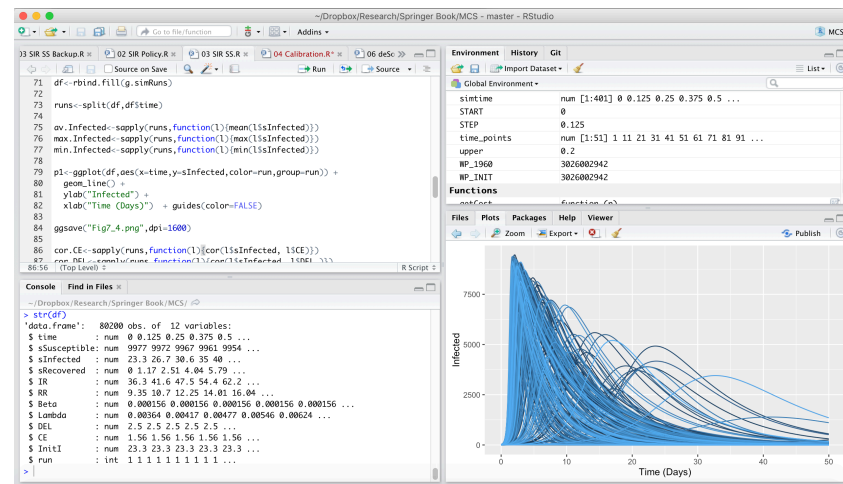 ~/Dropbox/Research/Springer Book/MCS - master - RStudio
Go to file/function
Addins
MCS
03 SIR SS Backup.R
02 SIR Policy.R
03 SIR SS.R
04 Calibration.R*
06 deSc
Source on Save
Run
Source
71 df<-rbind.fill(g.simRuns)
72
73 runs<-split(df,df$time)
74
75 av.Infected<-sapply(runs,function(l){mean(l$sInfected)})
76 max.Infected<-sapply(runs,function(l){max(l$sInfected)})
77 min.Infected<-sapply(runs,function(l){min(l$sInfected)})
78
79 p1<-ggplot(df,aes(x=time,y=sInfected,color=run,group=run)) +
80 geom_line() +
81 ylab("Infected") +
82 xlab("Time (Days)") + guides(color=FALSE)
83
84 ggsave("Fig7_4.png",dpi=1600)
85
86 cor.CE<-sapply(runs,function(l){cor(l$sInfected, l$CE)})
87 cor.DEL<-sapply(runs,function(l){cor(l$sInfected, l$DEL )})
86:56 (Top Level) R Script
Console Find in Files
~/Dropbox/Research/Springer Book/MCS/
> str(df)
'data.frame': 80200 obs. of 12 variables:
$ time : num 0 0.125 0.25 0.375 0.5 ...
$ sSusceptible: num 9977 9972 9967 9961 9954 ...
$ sInfected : num 23.3 26.7 30.6 35 40 ...
$ sRecovered : num 0 1.17 2.51 4.04 5.79 ...
$ IR : num 36.3 41.6 47.5 54.4 62.2 ...
$ RR : num 9.35 10.7 12.25 14.01 16.04 ...
$ Beta : num 0.000156 0.000156 0.000156 0.000156 0.000156 ...
$ Lambda : num 0.00364 0.00417 0.00477 0.00546 0.00624 ...
$ DEL : num 2.5 2.5 2.5 2.5 2.5 ...
$ CE : num 1.56 1.56 1.56 1.56 1.56 ...
$ InitI : num 23.3 23.3 23.3 23.3 23.3 ...
$ run : int 1 1 1 1 1 1 1 1 1 1 ...
>
Environment History Git
Import Dataset
List
Global Environment
simtime num [1:401] 0 0.125 0.25 0.375 0.5 ...
START 0
STEP 0.125
time_points num [1:51] 1 11 21 31 41 51 61 71 81 91 ...
upper 0.2
WP_1960 3026002942
WP_INIT 3026002942
Functions
getCost function (p)
Files Plots Packages Help Viewer
Zoom Export Publish
7500
5000
2500
0
Infected
0 10 20 30 40 50
Time (Days)